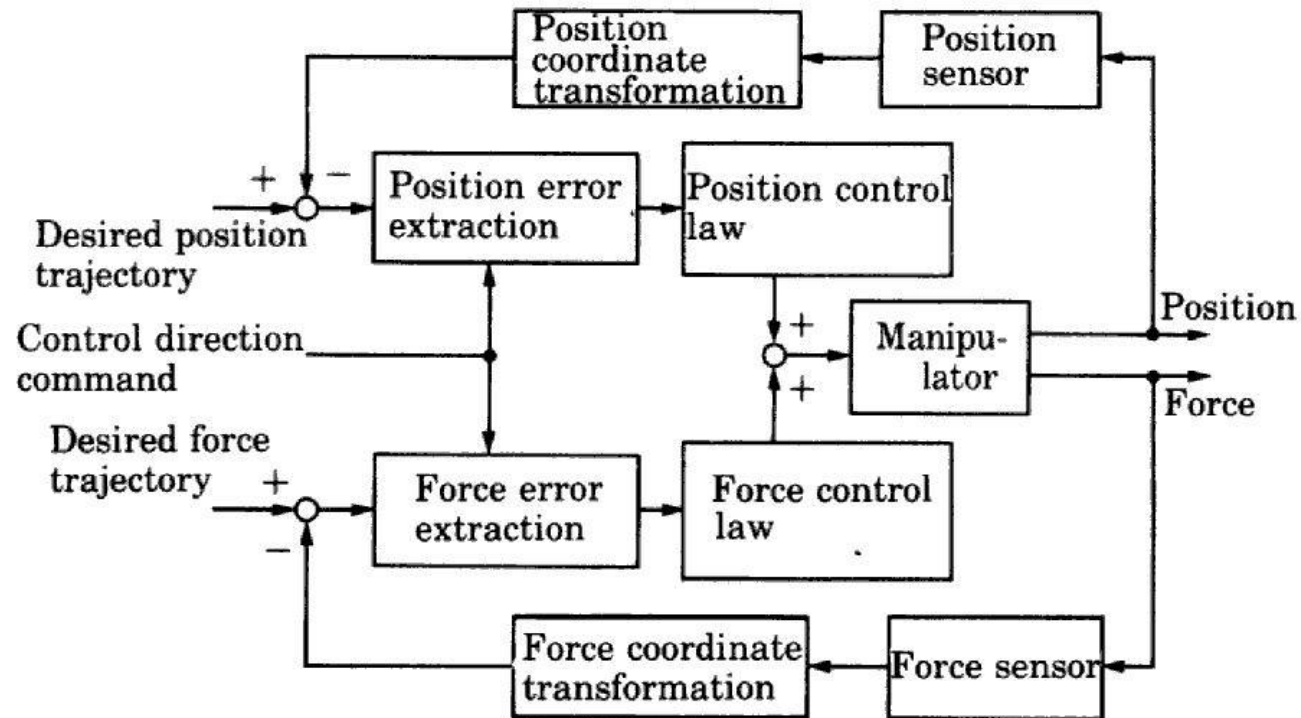 Position
coordinate
transformation
Position
sensor
+
−
Position error
extraction
Position control
law
Desired position
trajectory
Control direction
command
+
+
Manipu-
lator
Position
Force
Desired force
trajectory
+
−
Force error
extraction
Force control
law
Force coordinate
transformation
Force sensor